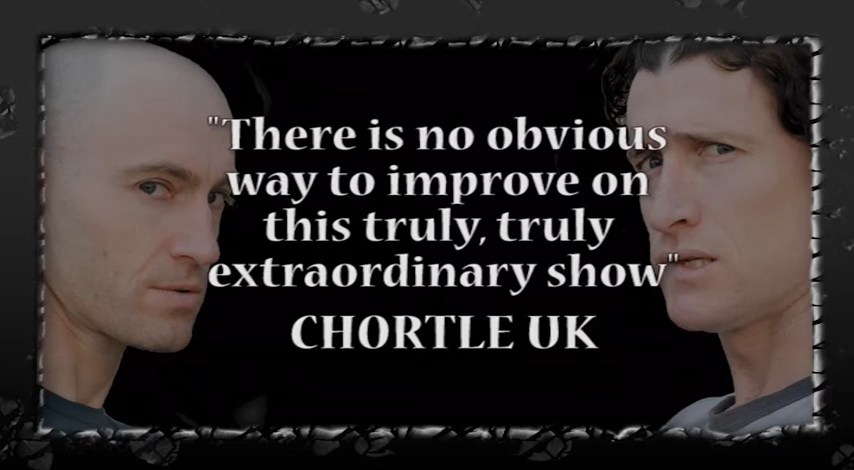 "There is no obvious
way to improve on
this truly, truly
extraordinary show"
CHORTLE UK